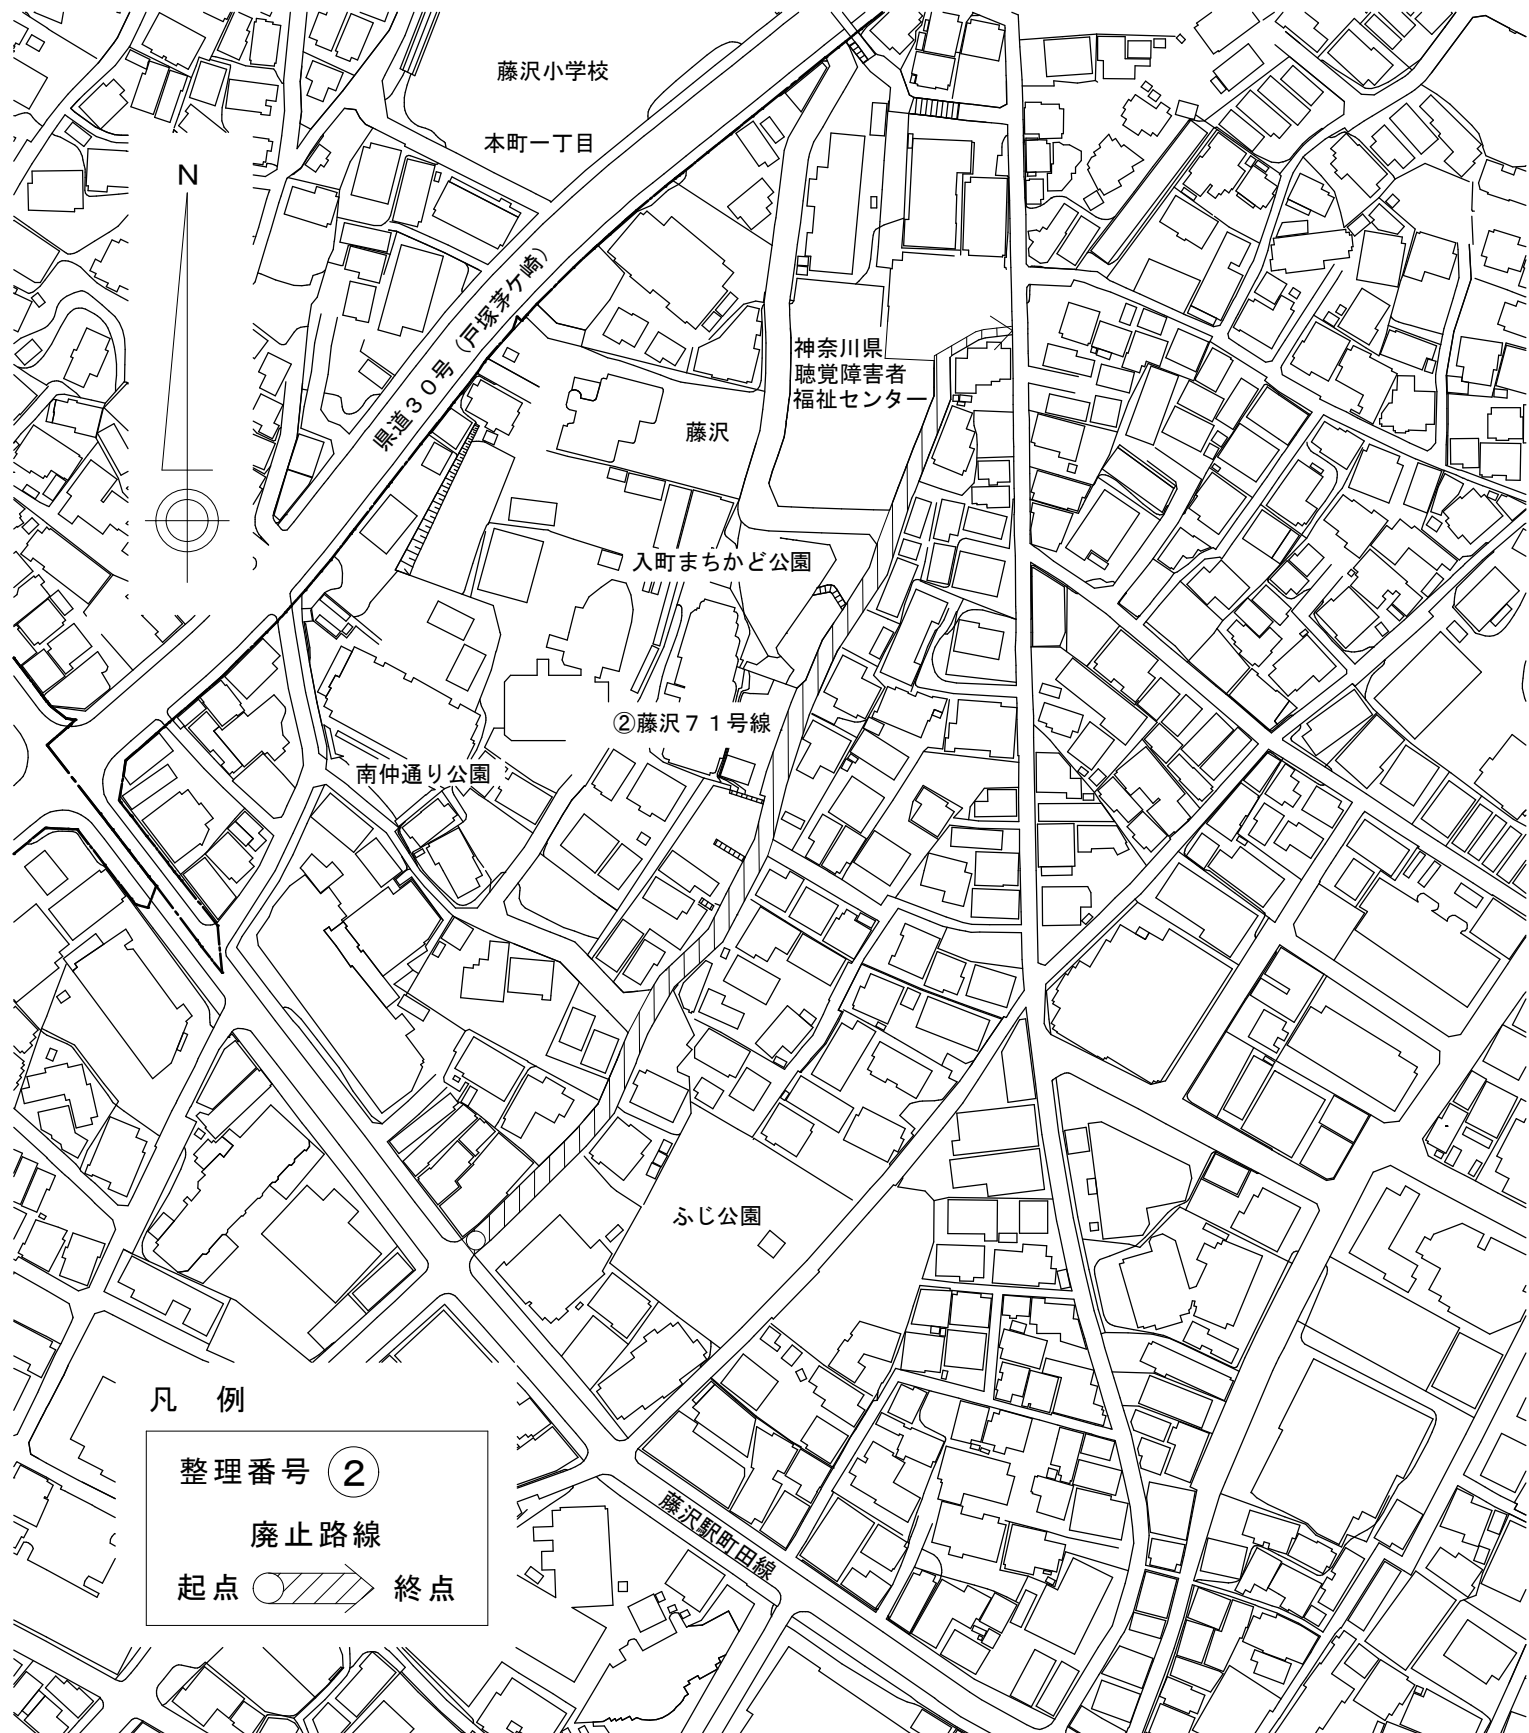 藤沢小学校
本町一丁目
N
県道３０号（戸塚茅ケ崎）
神奈川県
聴覚障害者
福祉センター
藤沢
入町まちかど公園
②藤沢７１号線
南仲通り公園
ふじ公園
藤沢駅町田線
凡 例
整理番号 ②
廃止路線
起点 終点